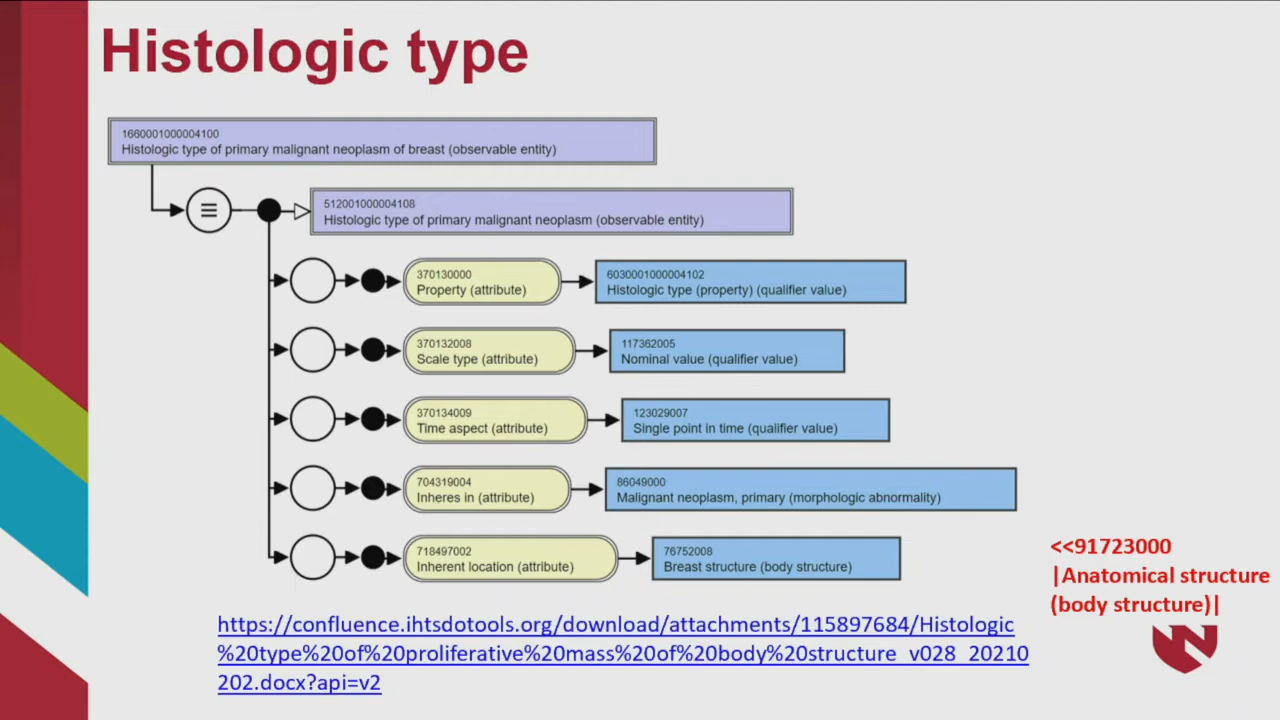 Histologic type
1660001000004100
Histologic type of primary malignant neoplasm of breast (observable entity)
512001000004108
Histologic type of primary malignant neoplasm (observable entity)
370130000
Property (attribute)
6030001000004102
Histologic type (property) (qualifier value)
370132008
Scale type (attribute)
117362005
Nominal value (qualifier value)
370134009
Time aspect (attribute)
123029007
Single point in time (qualifier value)
704319004
Inheres in (attribute)
86049000
Malignant neoplasm, primary (morphologic abnormality)
718497002
Inherent location (attribute)
76752008
Breast structure (body structure)
<<91723000
|Anatomical structure
(body structure)|
https://confluence.ihtsdotools.org/download/attachments/115897684/Histologic
%20type%20of%20proliferative%20mass%20of%20body%20structure_v028_20210
202.docx?api=v2